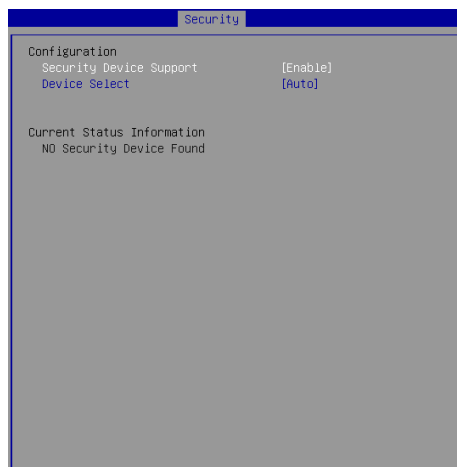 Security
Configuration
Security Device Support [Enable]
Device Select [Auto]
Current Status Information
NO Security Device Found